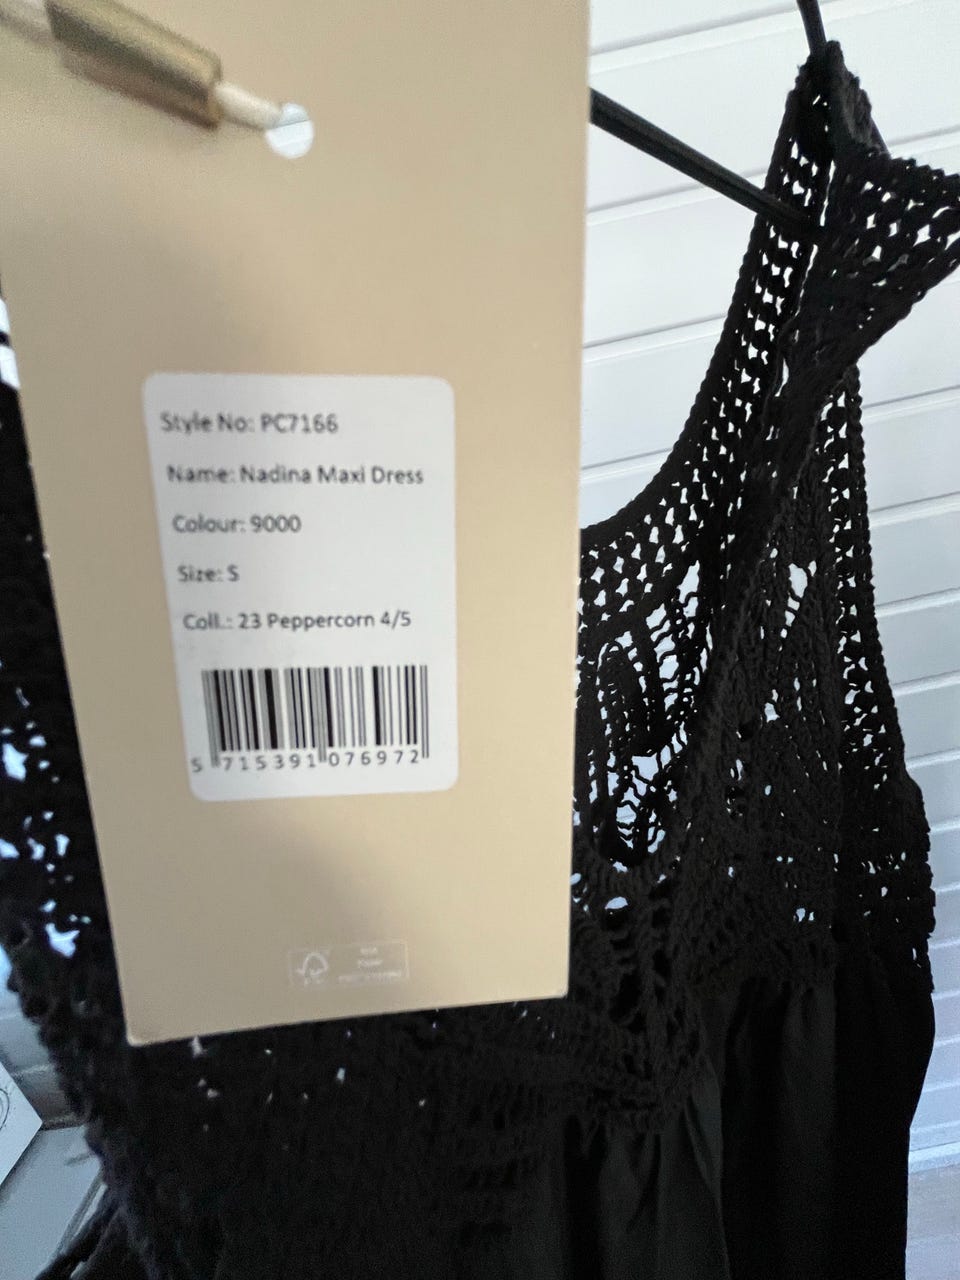 Style No: PC7166
Name: Nadina Maxi Dress
Colour: 9000
Size: S
Coll.: 23 Peppercorn 4/5
5 715391 076972